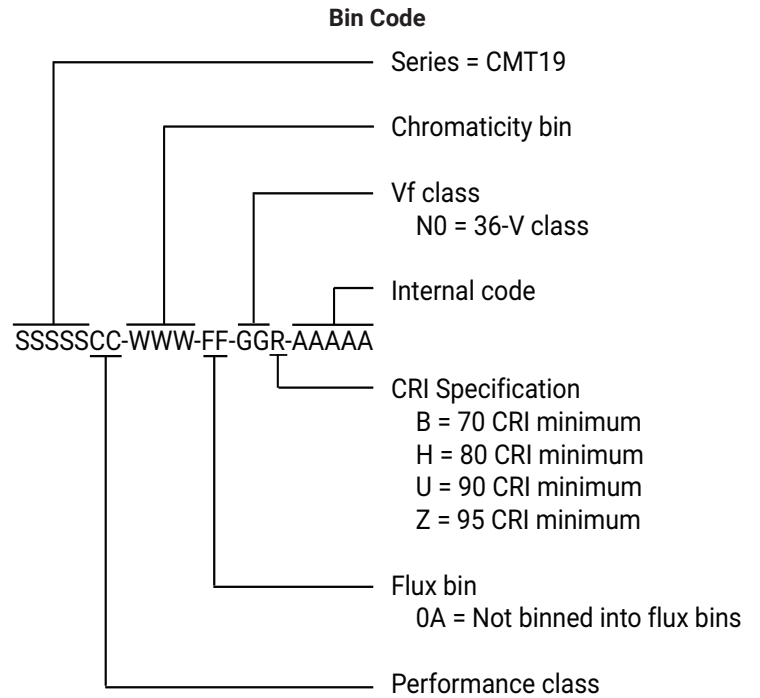 Bin Code
Series = CMT19
Chromaticity bin
Vf class
N0 = 36-V class
Internal code
SSSSSCC-WWW-FF-GGR-AAAAA
CRI Specification
B = 70 CRI minimum
H = 80 CRI minimum
U = 90 CRI minimum
Z = 95 CRI minimum
Flux bin
0A = Not binned into flux bins
Performance class